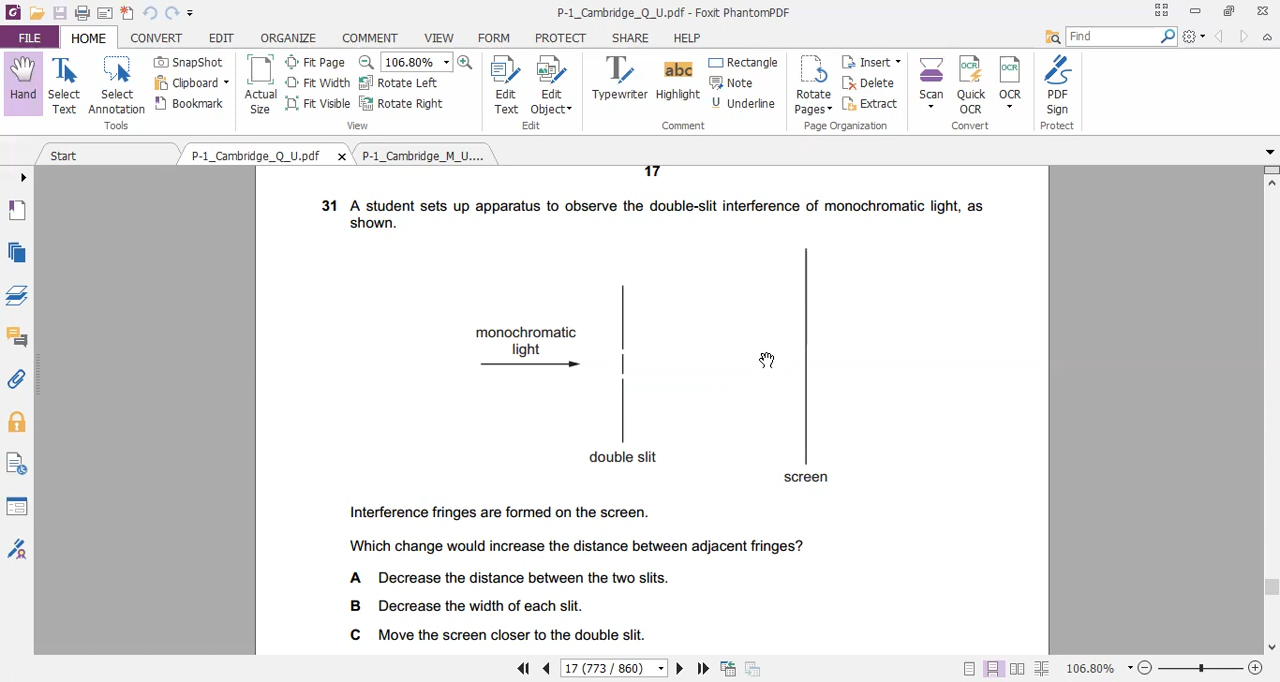 P-1_Cambridge_Q_U.pdf - Foxit PhantomPDF
FILE HOME CONVERT EDIT ORGANIZE COMMENT VIEW FORM PROTECT SHARE HELP
Find
Hand
Select Text
Select Annotation
SnapShot
Clipboard
Bookmark
Tools
Actual Size
Fit Page
Fit Width
Fit Visible
106.80%
Rotate Left
Rotate Right
View
Edit Text
Edit Object
Edit
Typewriter
abc
Highlight
Rectangle
Note
Underline
Comment
Rotate Pages
Insert
Delete
Extract
Page Organization
Scan
OCR
Quick OCR
OCR
OCR
Convert
PDF Sign
Protect
Start
P-1_Cambridge_Q_U.pdf
P-1_Cambridge_M_U....
17
31 A student sets up apparatus to observe the double-slit interference of monochromatic light, as
shown.
monochromatic
light
double slit
screen
Interference fringes are formed on the screen.
Which change would increase the distance between adjacent fringes?
A Decrease the distance between the two slits.
B Decrease the width of each slit.
C Move the screen closer to the double slit.
17 (773 / 860)
106.80%